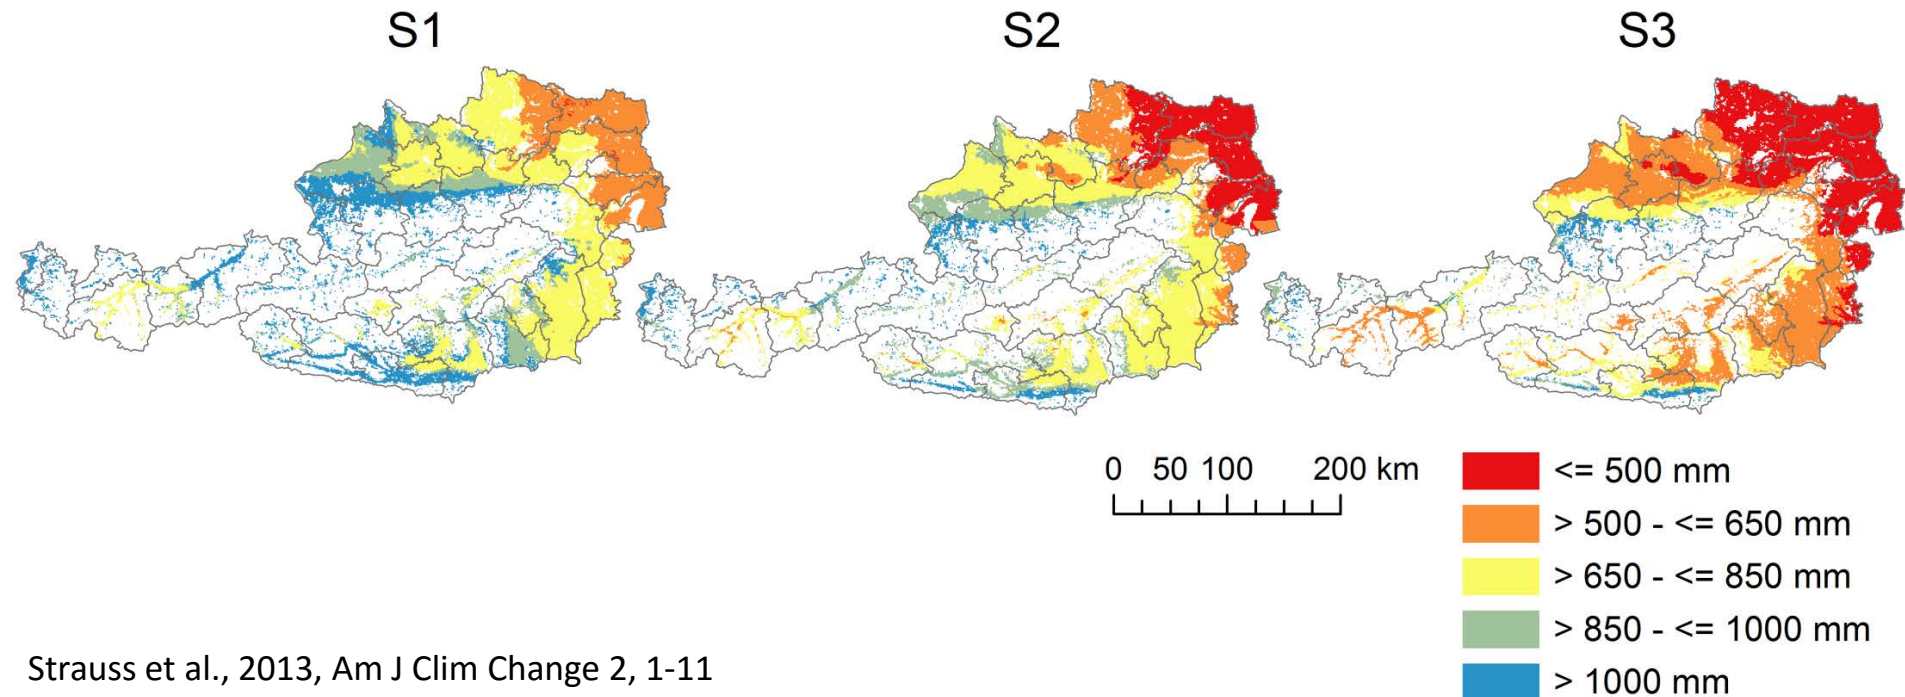 S1 S2 S3
0 50 100 200 km
<= 500 mm
> 500 - <= 650 mm
> 650 - <= 850 mm
> 850 - <= 1000 mm
> 1000 mm
Strauss et al., 2013, Am J Clim Change 2, 1-11